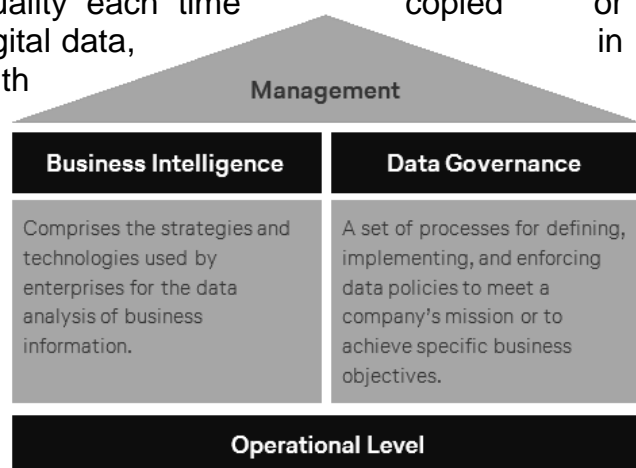 uality each time copied or
gital data, in
th
Management
Business Intelligence
Comprises the strategies and
technologies used by
enterprises for the data
analysis of business
information.
Data Governance
A set of processes for defining,
implementing, and enforcing
data policies to meet a
company's mission or to
achieve specific business
objectives.
Operational Level